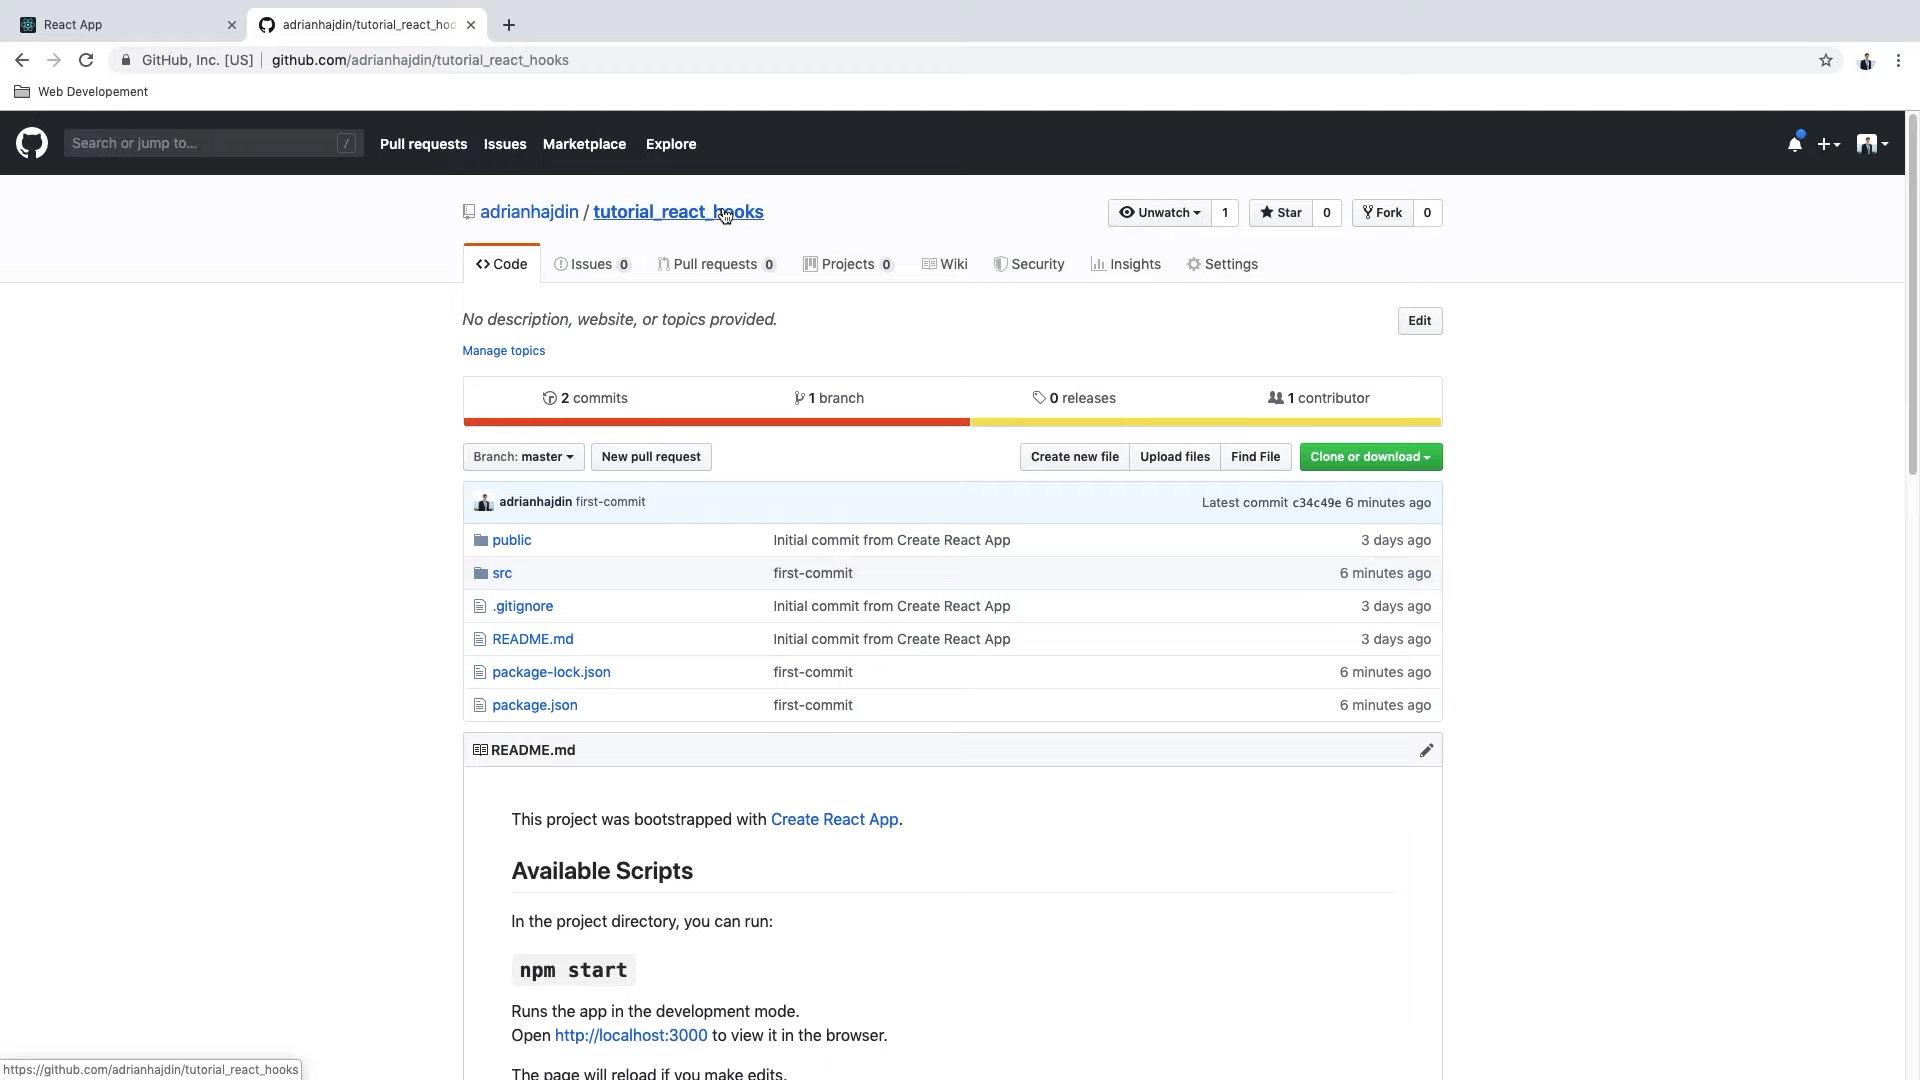 React App
adrianhajdin/tutorial_react_hoo
GitHub, Inc. [US] github.com/adrianhajdin/tutorial_react_hooks
Web Developement
Search or jump to... / Pull requests Issues Marketplace Explore
adrianhajdin / tutorial_react_hooks Unwatch 1 Star 0 Fork 0
Code Issues 0 Pull requests 0 Projects 0 Wiki Security Insights Settings
No description, website, or topics provided. Edit
Manage topics
2 commits 1 branch 0 releases 1 contributor
Branch: master New pull request Create new file Upload files Find File Clone or download
adrianhajdin first-commit Latest commit c34c49e 6 minutes ago
public Initial commit from Create React App 3 days ago
src first-commit 6 minutes ago
.gitignore Initial commit from Create React App 3 days ago
README.md Initial commit from Create React App 3 days ago
package-lock.json first-commit 6 minutes ago
package.json first-commit 6 minutes ago
README.md
This project was bootstrapped with Create React App.
Available Scripts
In the project directory, you can run:
npm start
Runs the app in the development mode.
Open http://localhost:3000 to view it in the browser.
The page will reload if you make edits.
https://github.com/adrianhajdin/tutorial_react_hooks